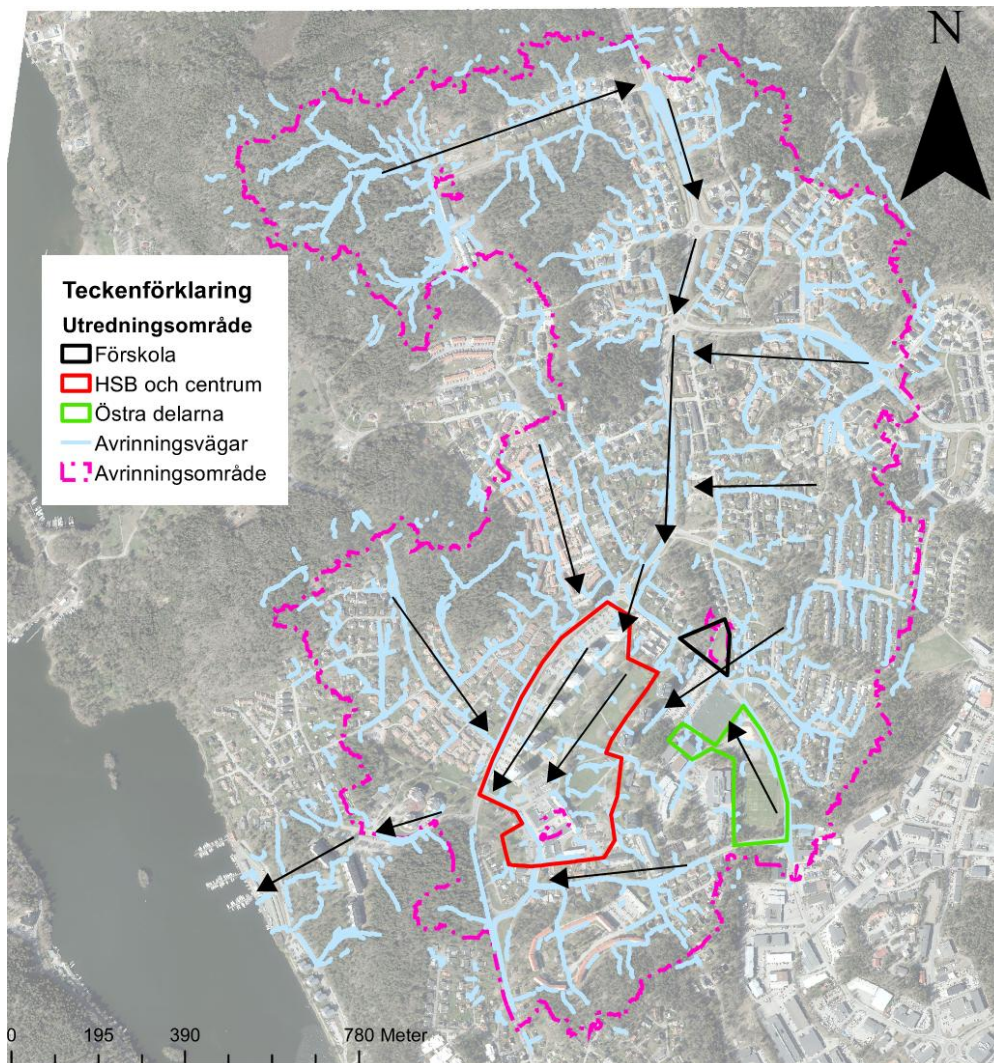 N
Teckenförklaring
Utredningsområde
Förskola
HSB och centrum
Östra delarna
Avrinningsvägar
Avrinningsområde
0 195 390 780 Meter